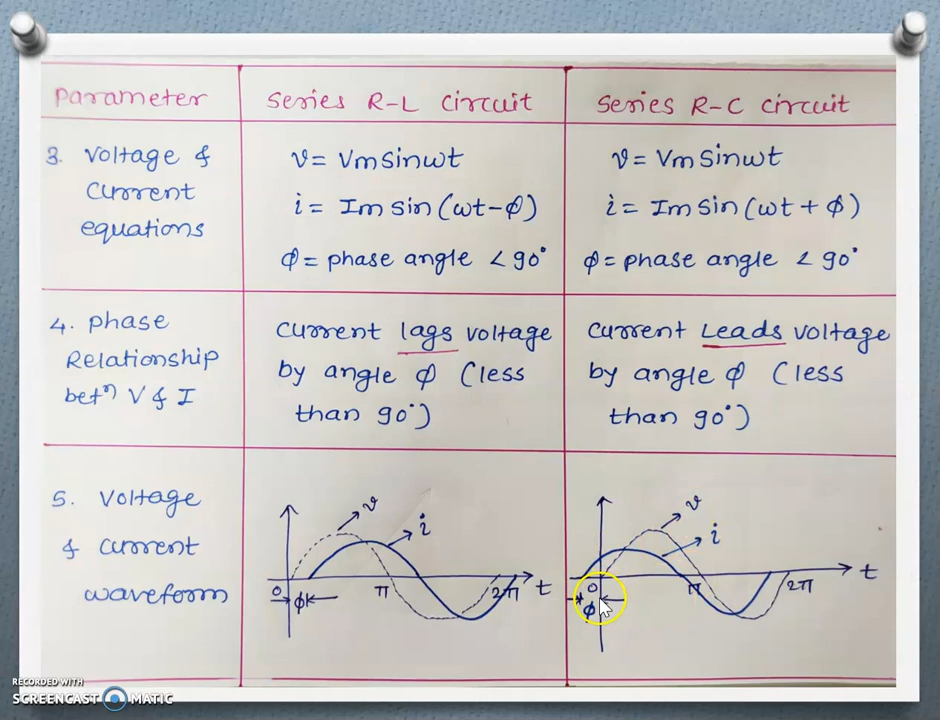 Parameter
Series R-L Circuit
Series R-C Circuit
3. Voltage & Current equations
v = Vm Sinωt
i = Im sin (ωt - ϕ)
ϕ = phase angle < 90°
v = Vm Sinωt
i = Im sin (ωt + ϕ)
ϕ = phase angle < 90°
4. Phase Relationship betⁿ V & I
Current lags voltage
by angle ϕ (less
than 90°)
Current Leads voltage
by angle ϕ (less
than 90°)
5. Voltage
& Current
waveform
v
i
0
ϕ
π
2π
t
v
i
0
ϕ
π
2π
t
RECORDED WITH
SCREENCAST MATIC